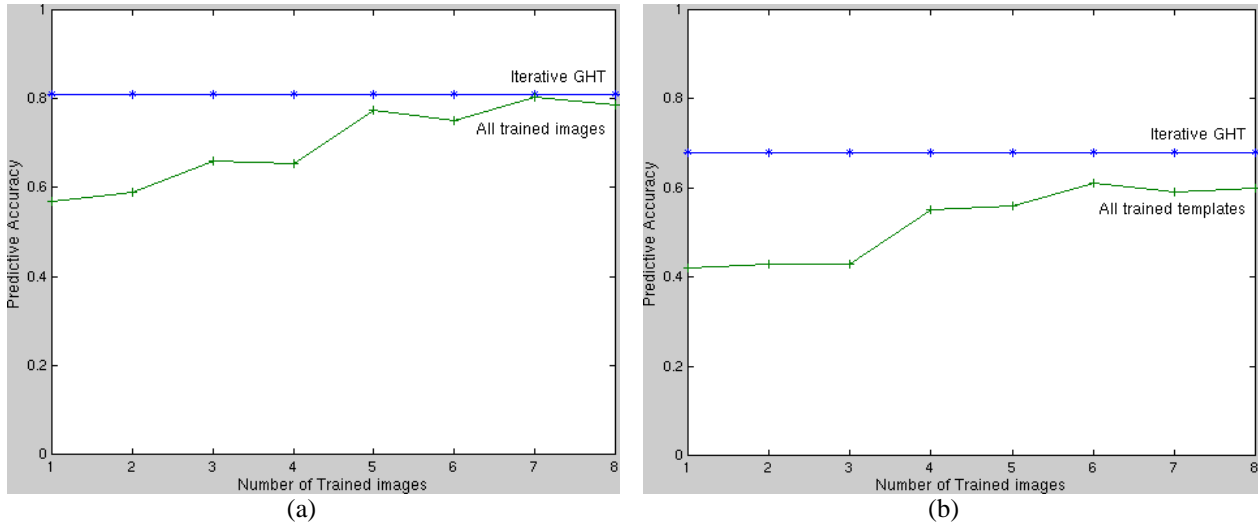 1
0.8
0.6
0.4
0.2
0
Predictive Accuracy
Iterative GHT
All trained images
1 2 3 4 5 6 7 8
Number of Trained images
(a)
1
0.8
0.6
0.4
0.2
0
Predictive Accuracy
Iterative GHT
All trained templates
1 2 3 4 5 6 7 8
Number of Trained images
(b)